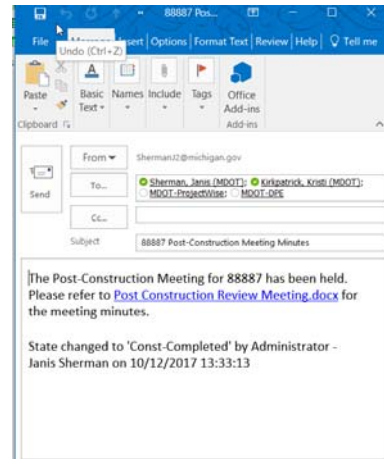 88887 Pos...
File Message Insert Options Format Text Review Help Tell me
Undo (Ctrl+Z)
Paste
Basic Text
Names
Include
Tags
Office Add-ins
Clipboard
Add-ins
From
ShermanJ2@michigan.gov
Send
To...
Sherman, Janis (MDOT); Kirkpatrick, Kristi (MDOT);
MDOT-ProjectWise; MDOT-DPE
Cc...
Subject
88887 Post-Construction Meeting Minutes
The Post-Construction Meeting for 88887 has been held.
Please refer to Post Construction Review Meeting.docx for
the meeting minutes.
State changed to 'Const-Completed' by Administrator -
Janis Sherman on 10/12/2017 13:33:13